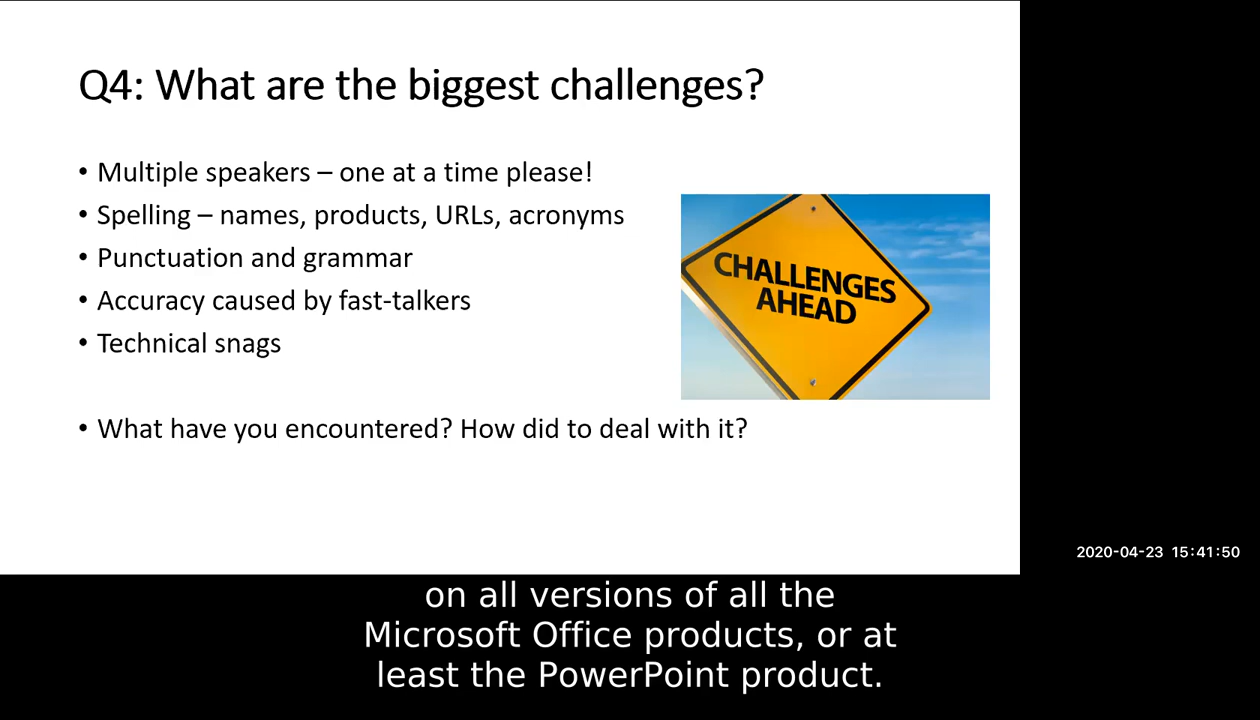 Q4: What are the biggest challenges?
• Multiple speakers – one at a time please!
• Spelling – names, products, URLs, acronyms
• Punctuation and grammar
• Accuracy caused by fast-talkers
• Technical snags
CHALLENGES
AHEAD
• What have you encountered? How did to deal with it?
2020-04-23 15:41:50
on all versions of all the
Microsoft Office products, or at
least the PowerPoint product.